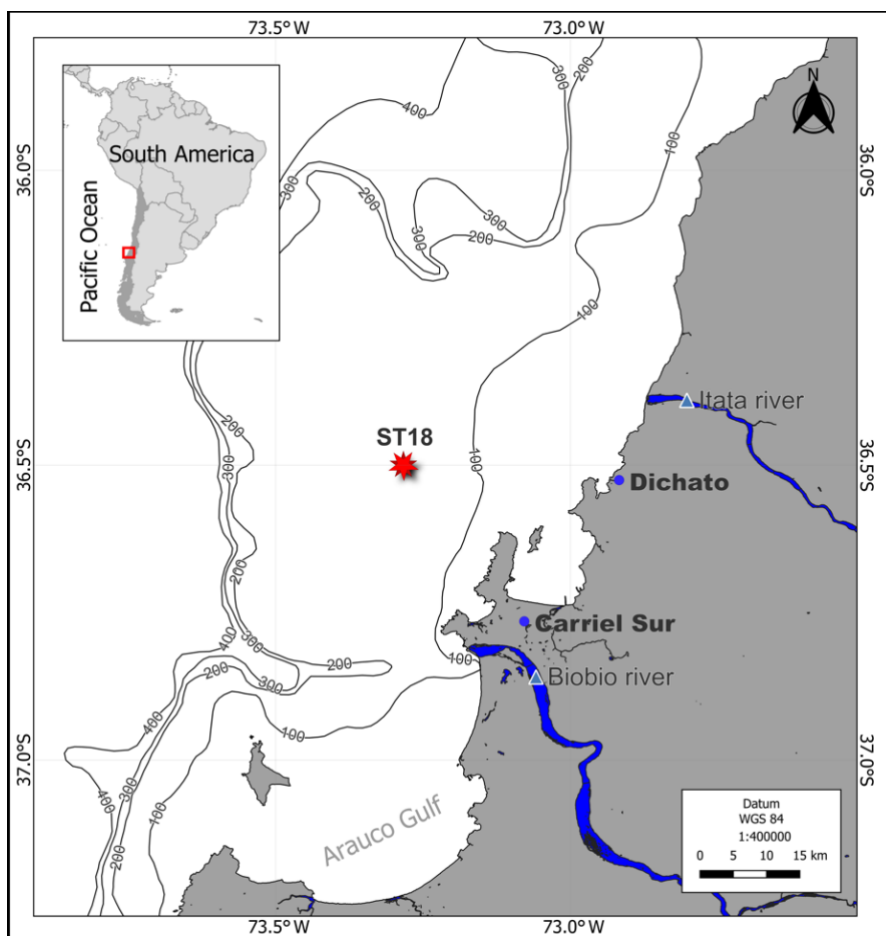 73.5°W
73.0°W
400
300
200
100
South America
Pacific Ocean
N
36.0°S
36.0°S
300
200
300
300
200
100
200
300
200
ST18
100
Itata river
36.5°S
36.5°S
Dichato
Carriel Sur
400
300
200
100
200
300
Biobio river
400
100
400
300
200
100
37.0°S
37.0°S
Arauco Gulf
Datum
WGS 84
1:400000
0 5 10 15 km
73.5°W
73.0°W